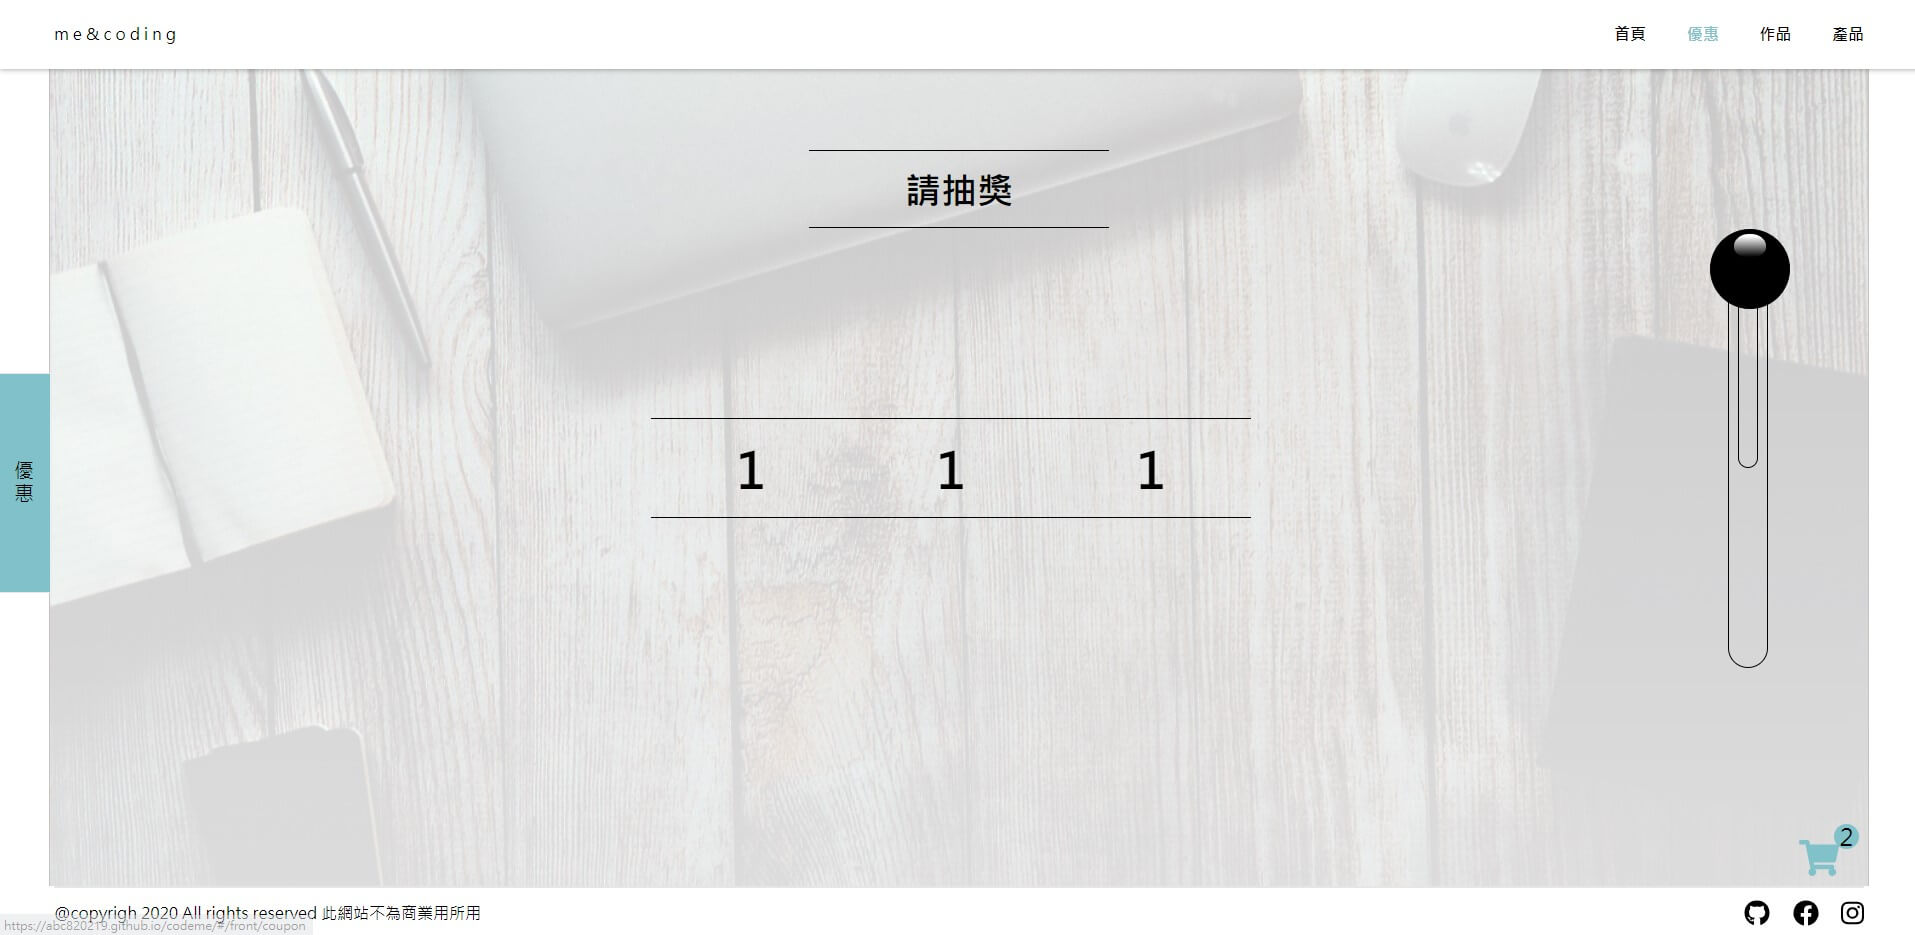 me&coding
首頁
優惠
作品
產品
請抽獎
優惠
1 1 1
2
@copyrigh 2020 All rights reserved 此網站不為商業用所用
https://abc820219.github.io/codeme/#/front/coupon